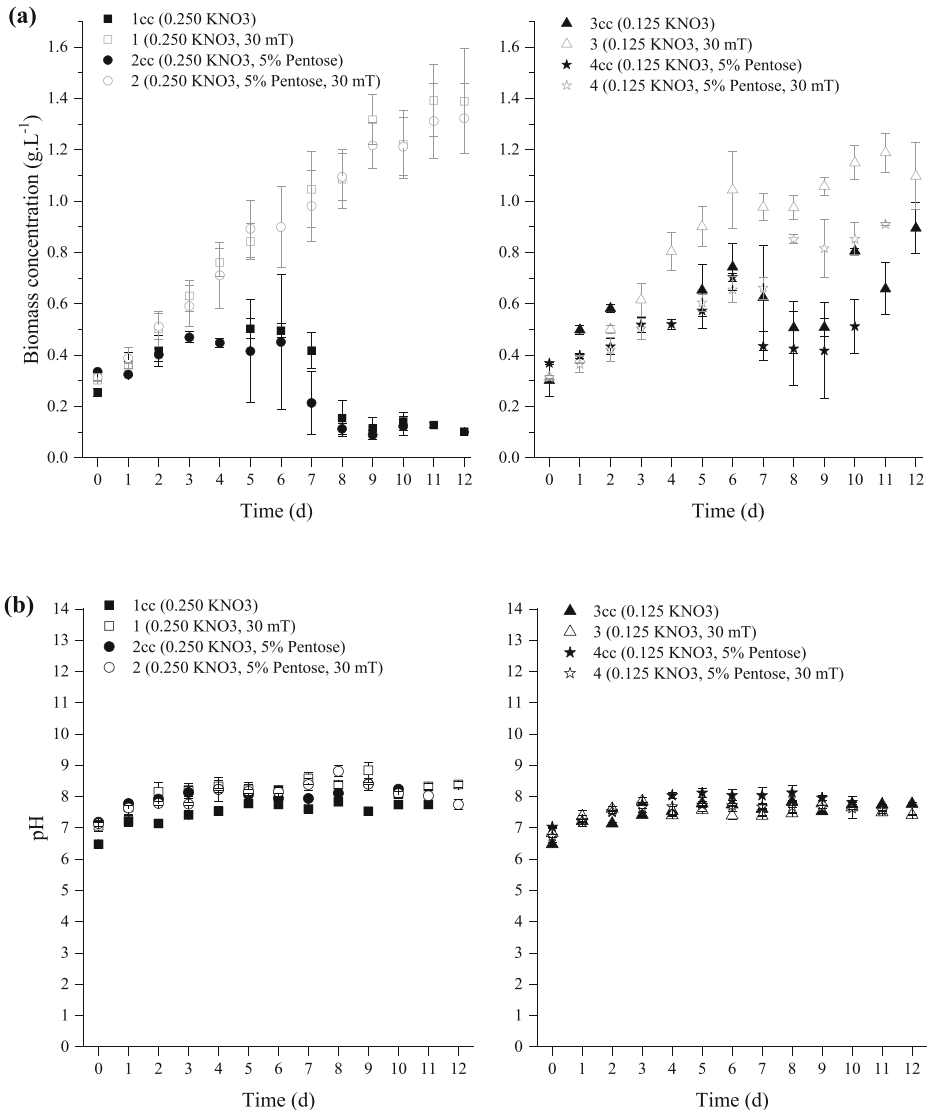 (a)
1cc (0.250 KNO3)
1 (0.250 KNO3, 30 mT)
2cc (0.250 KNO3, 5% Pentose)
2 (0.250 KNO3, 5% Pentose, 30 mT)
1.6
1.4
1.2
1.0
0.8
0.6
0.4
0.2
0.0
Biomass concentration (g.L⁻¹)
0 1 2 3 4 5 6 7 8 9 10 11 12
Time (d)
3cc (0.125 KNO3)
3 (0.125 KNO3, 30 mT)
4cc (0.125 KNO3, 5% Pentose)
4 (0.125 KNO3, 5% Pentose, 30 mT)
1.6
1.4
1.2
1.0
0.8
0.6
0.4
0.2
0.0
0 1 2 3 4 5 6 7 8 9 10 11 12
Time (d)
(b)
1cc (0.250 KNO3)
1 (0.250 KNO3, 30 mT)
2cc (0.250 KNO3, 5% Pentose)
2 (0.250 KNO3, 5% Pentose, 30 mT)
14
13
12
11
10
9
8
7
6
5
4
3
2
1
0
pH
0 1 2 3 4 5 6 7 8 9 10 11 12
Time (d)
3cc (0.125 KNO3)
3 (0.125 KNO3, 30 mT)
4cc (0.125 KNO3, 5% Pentose)
4 (0.125 KNO3, 5% Pentose, 30 mT)
14
13
12
11
10
9
8
7
6
5
4
3
2
1
0
0 1 2 3 4 5 6 7 8 9 10 11 12
Time (d)